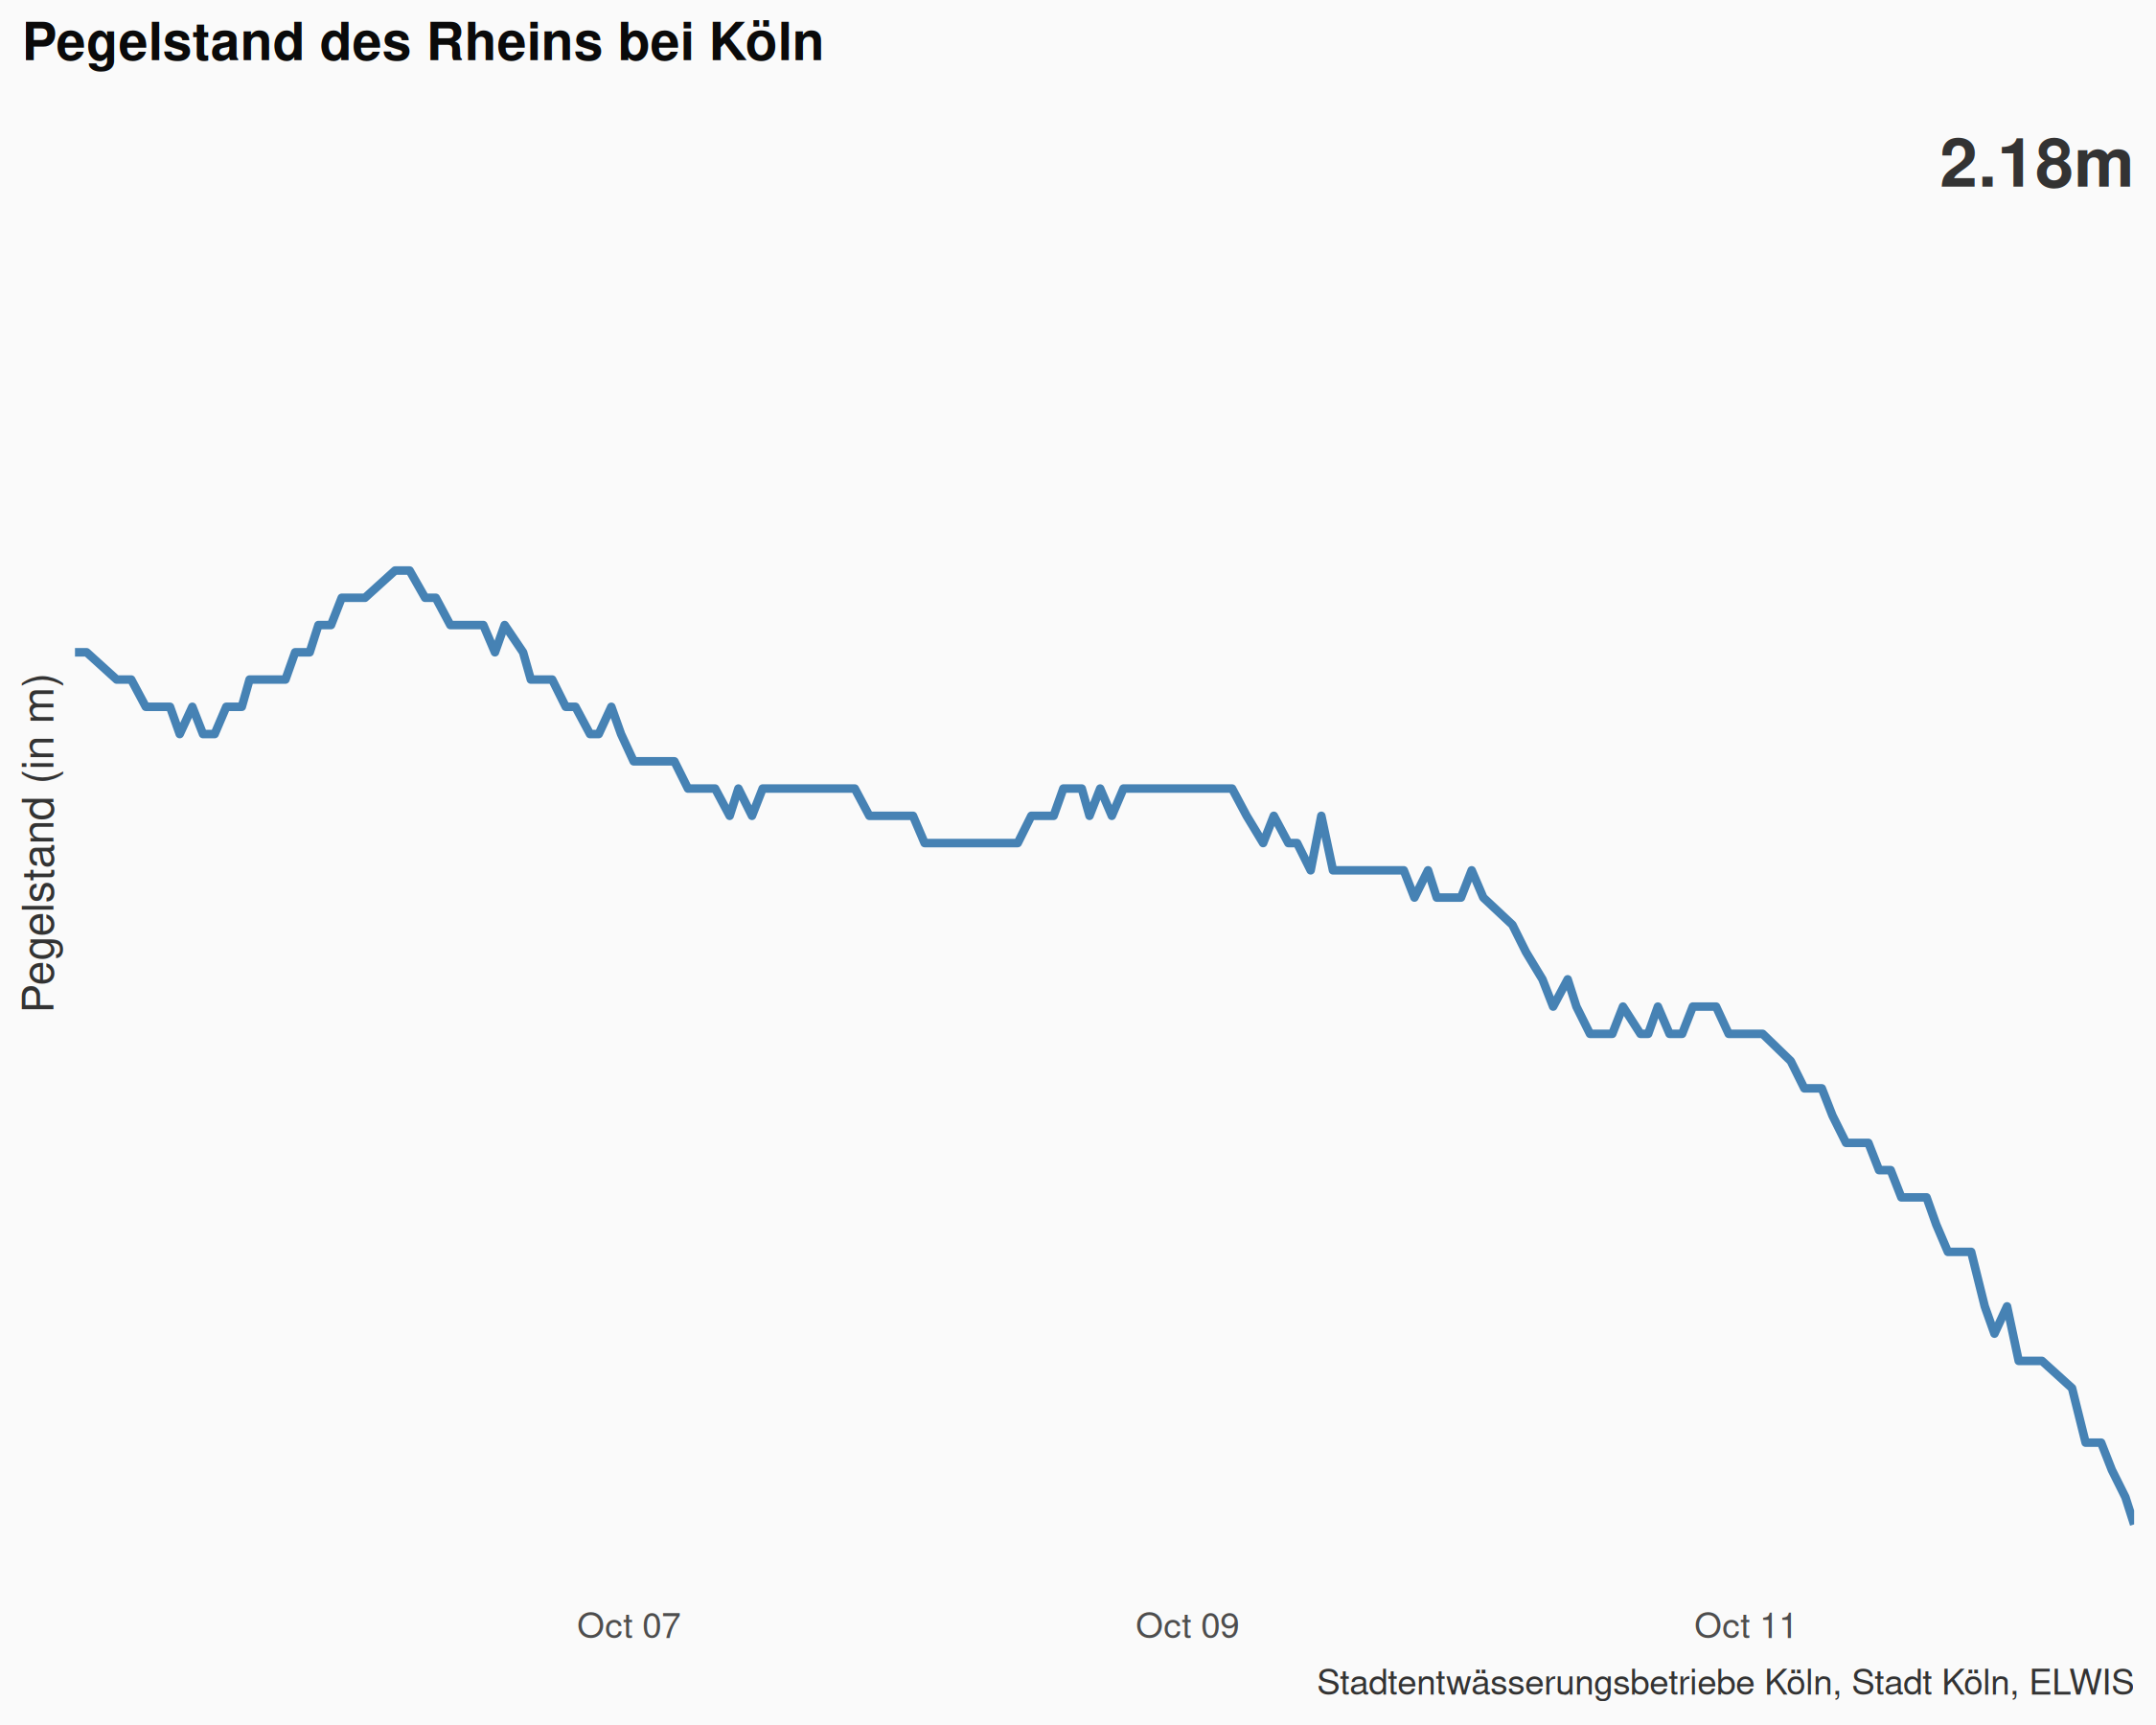 Pegelstand des Rheins bei Köln
2.18m
Pegelstand (in m)
Oct 07
Oct 09
Oct 11
Stadtentwässerungsbetriebe Köln, Stadt Köln, ELWIS